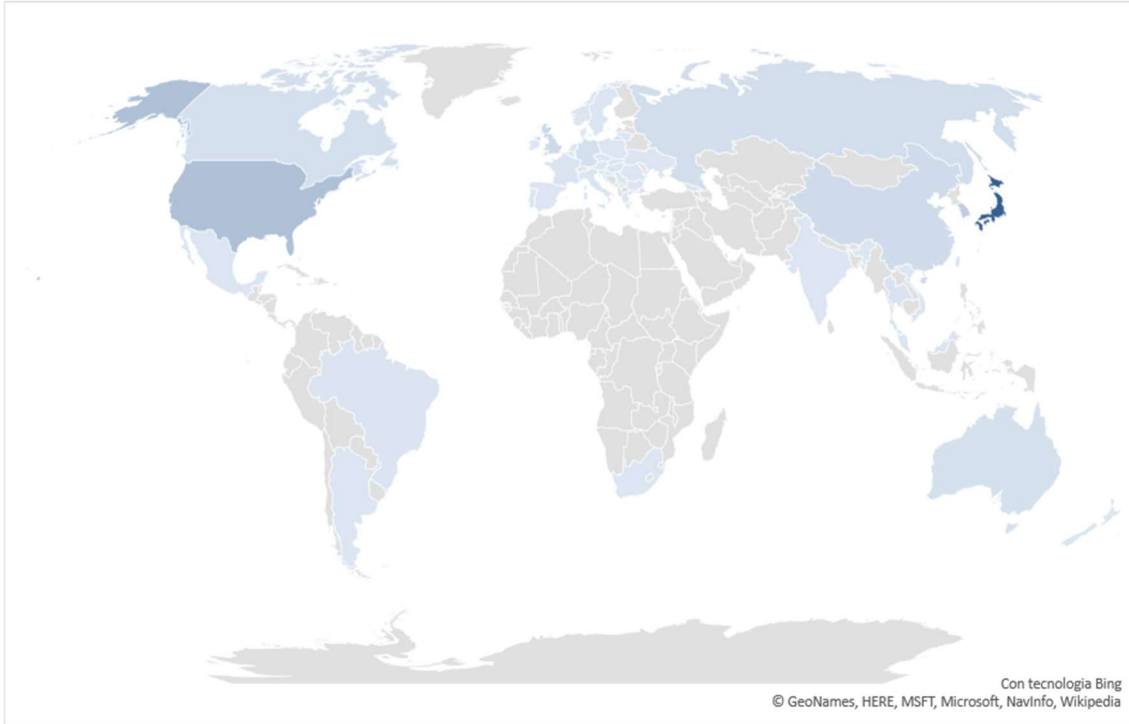 Con tecnologia Bing
© GeoNames, HERE, MSFT, Microsoft, NavInfo, Wikipedia